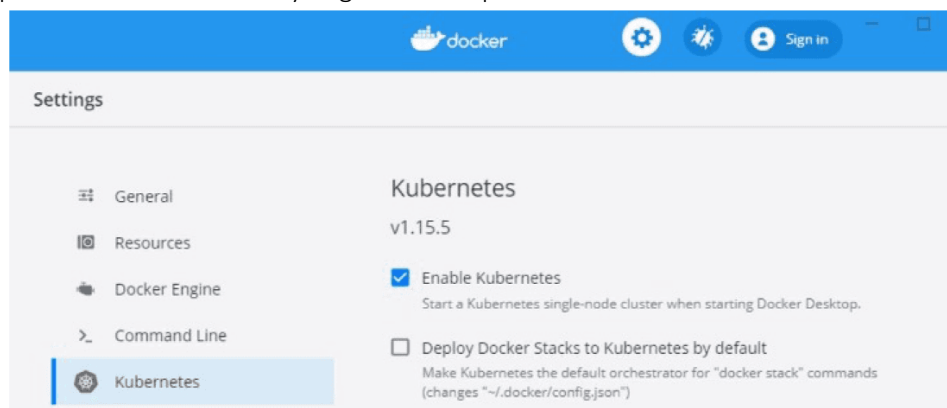 docker
Sign in
Settings
General
Resources
Docker Engine
Command Line
Kubernetes
Kubernetes
v1.15.5
Enable Kubernetes
Start a Kubernetes single-node cluster when starting Docker Desktop.
Deploy Docker Stacks to Kubernetes by default
Make Kubernetes the default orchestrator for "docker stack" commands
(changes "~/.docker/config.json")